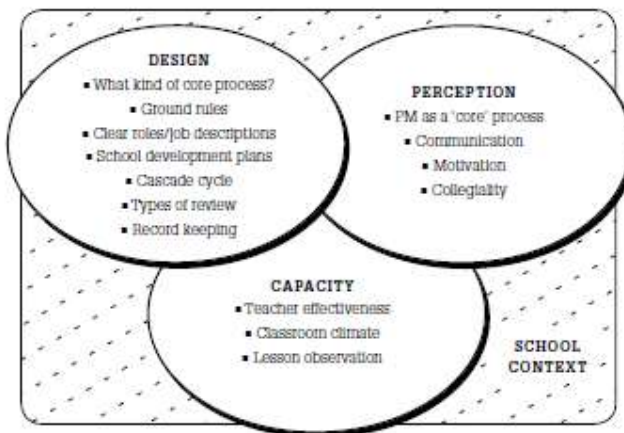 DESIGN
▪ What kind of core process?
▪ Ground rules
▪ Clear roles/job descriptions
▪ School development plans
▪ Cascade cycle
▪ Types of review
▪ Record keeping
PERCEPTION
▪ PM as a 'core' process
▪ Communication
▪ Motivation
▪ Collegiality
CAPACITY
▪ Teacher effectiveness
▪ Classroom climate
▪ Lesson observation
SCHOOL
CONTEXT